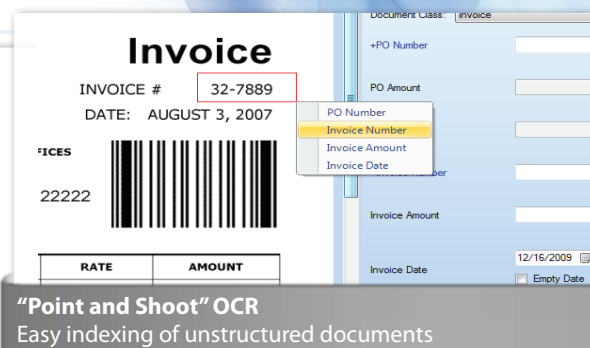 Invoice
INVOICE # 32-7889
DATE: AUGUST 3, 2007
FICES
22222
RATE AMOUNT
Document Class: Invoice
+PO Number
PO Amount
PO Number
Invoice Number
Invoice Amount
Invoice Date
Invoice Amount
Invoice Date
12/16/2009
Empty Date
“Point and Shoot” OCR
Easy indexing of unstructured documents